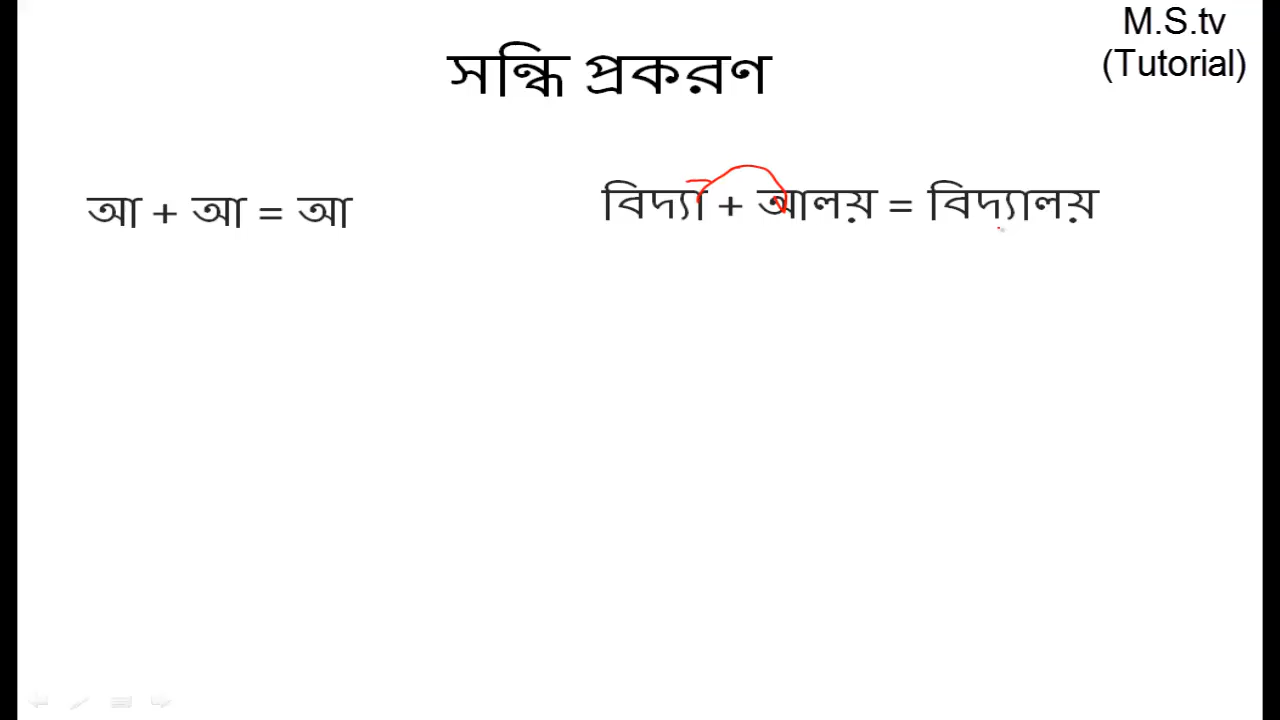 M.S.tv
(Tutorial)
সন্ধি প্রকরণ
আ + আ = আ
বিদ্যা + আলয় = বিদ্যালয়